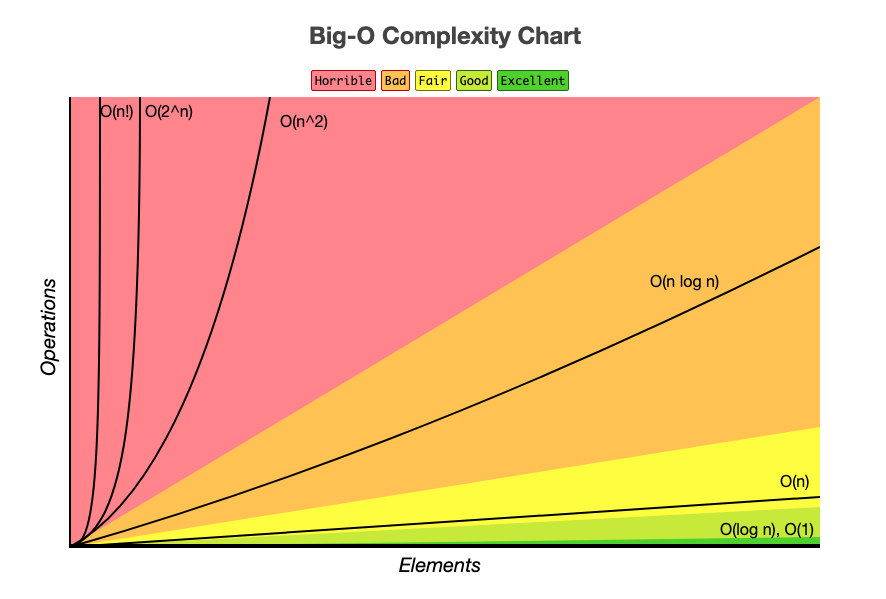 Big-O Complexity Chart
Horrible Bad Fair Good Excellent
O(n!) O(2^n)
O(n^2)
O(n log n)
O(n)
O(log n), O(1)
Operations
Elements